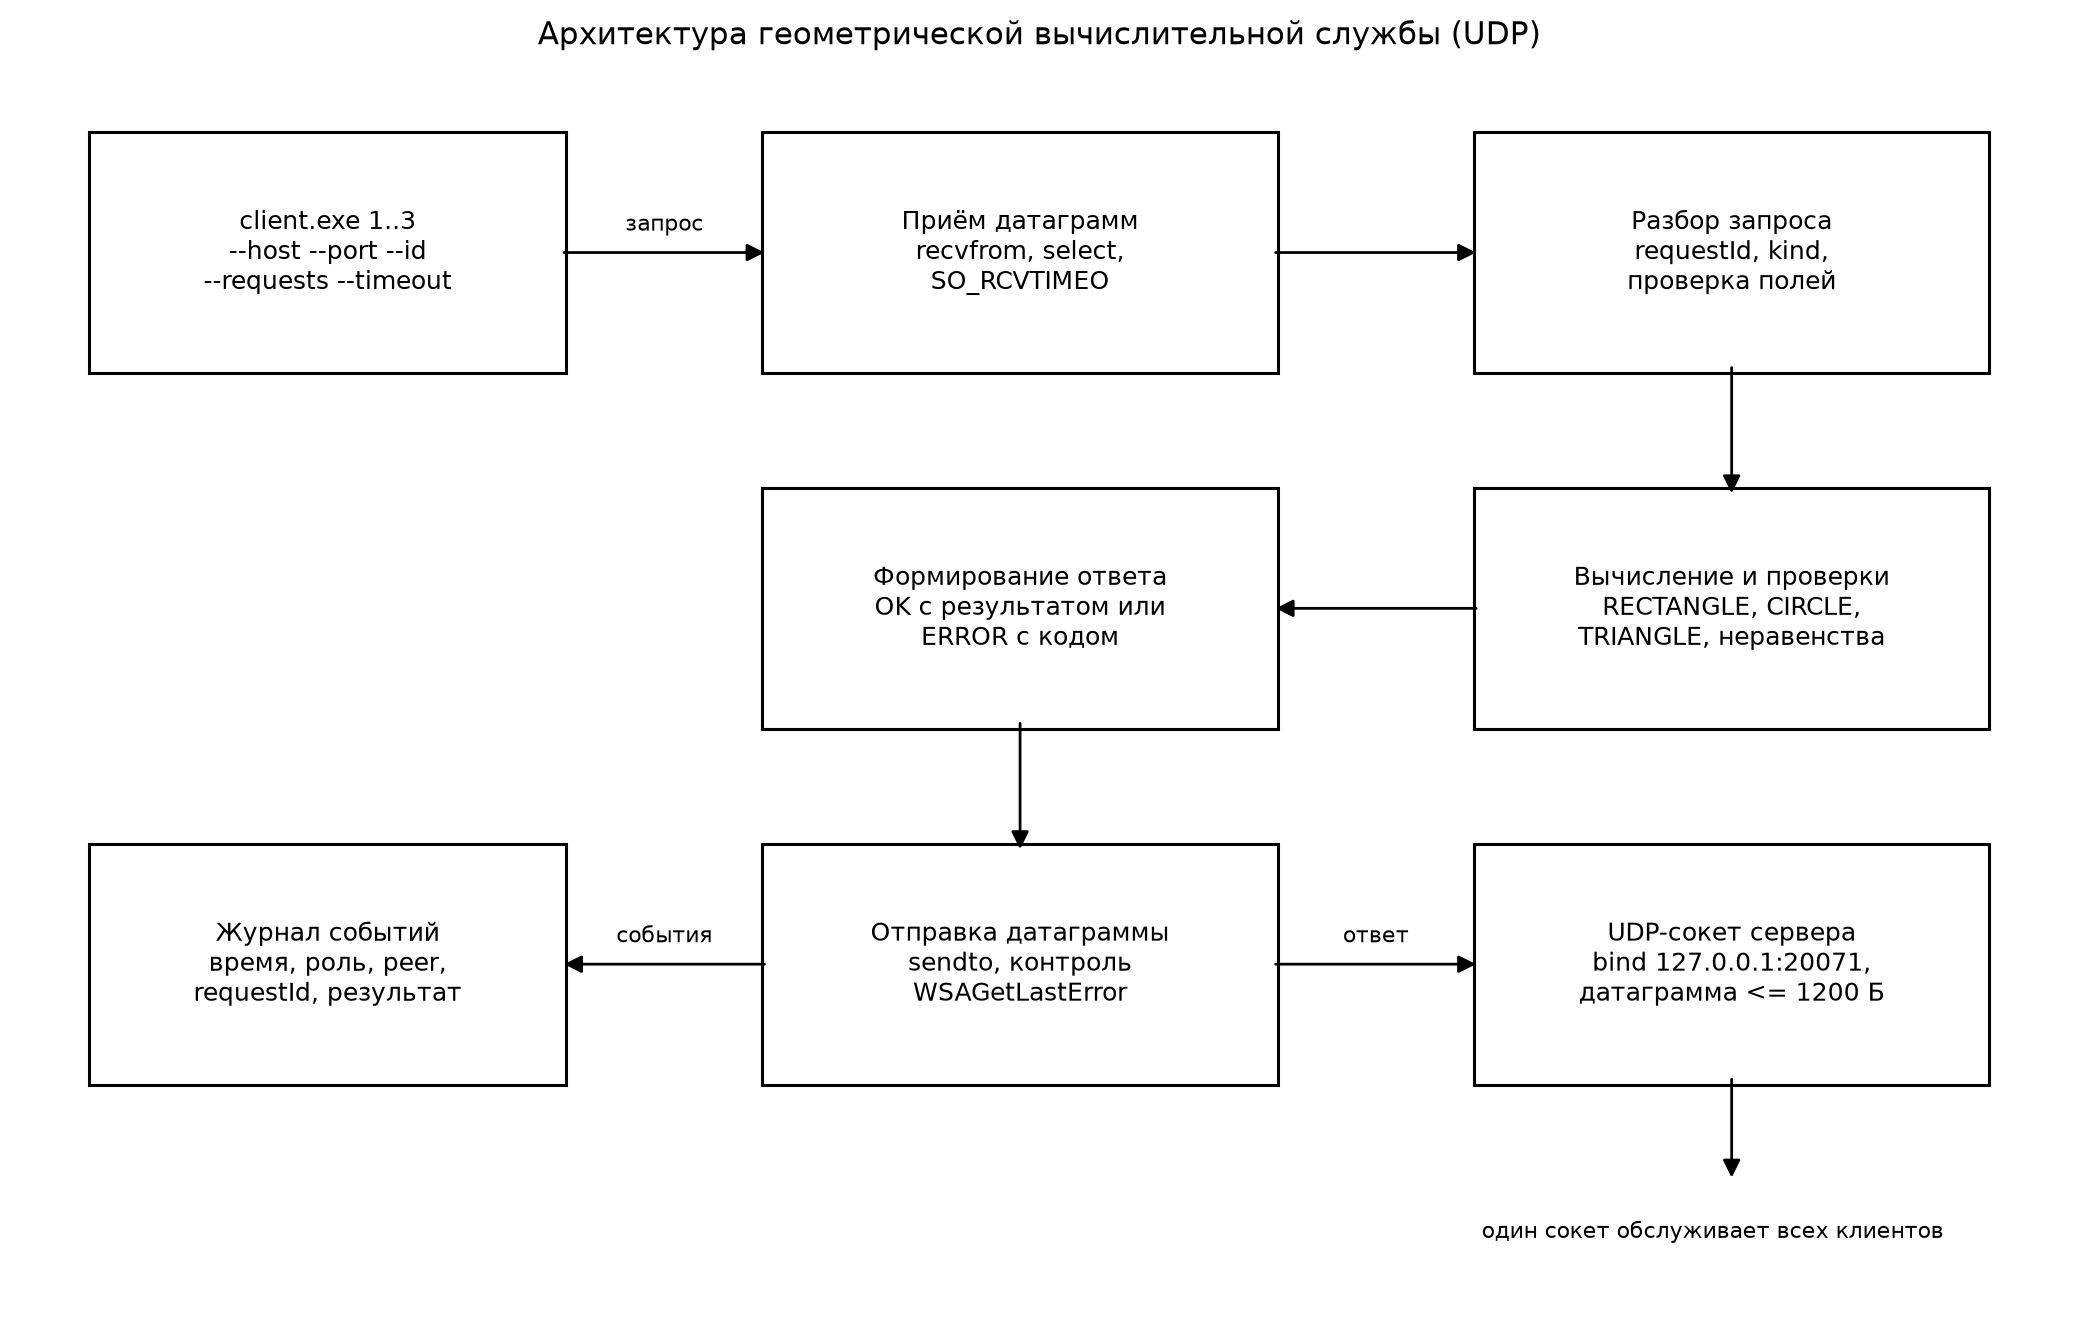 Архитектура геометрической вычислительной службы (UDP)
client.exe 1..3
--host --port --id
--requests --timeout
запрос
Приём датаграмм
recvfrom, select,
SO_RCVTIMEO
Разбор запроса
requestId, kind,
проверка полей
Формирование ответа
OK с результатом или
ERROR с кодом
Вычисление и проверки
RECTANGLE, CIRCLE,
TRIANGLE, неравенства
Журнал событий
время, роль, peer,
requestId, результат
события
Отправка датаграммы
sendto, контроль
WSAGetLastError
ответ
UDP-сокет сервера
bind 127.0.0.1:20071,
датаграмма <= 1200 Б
один сокет обслуживает всех клиентов